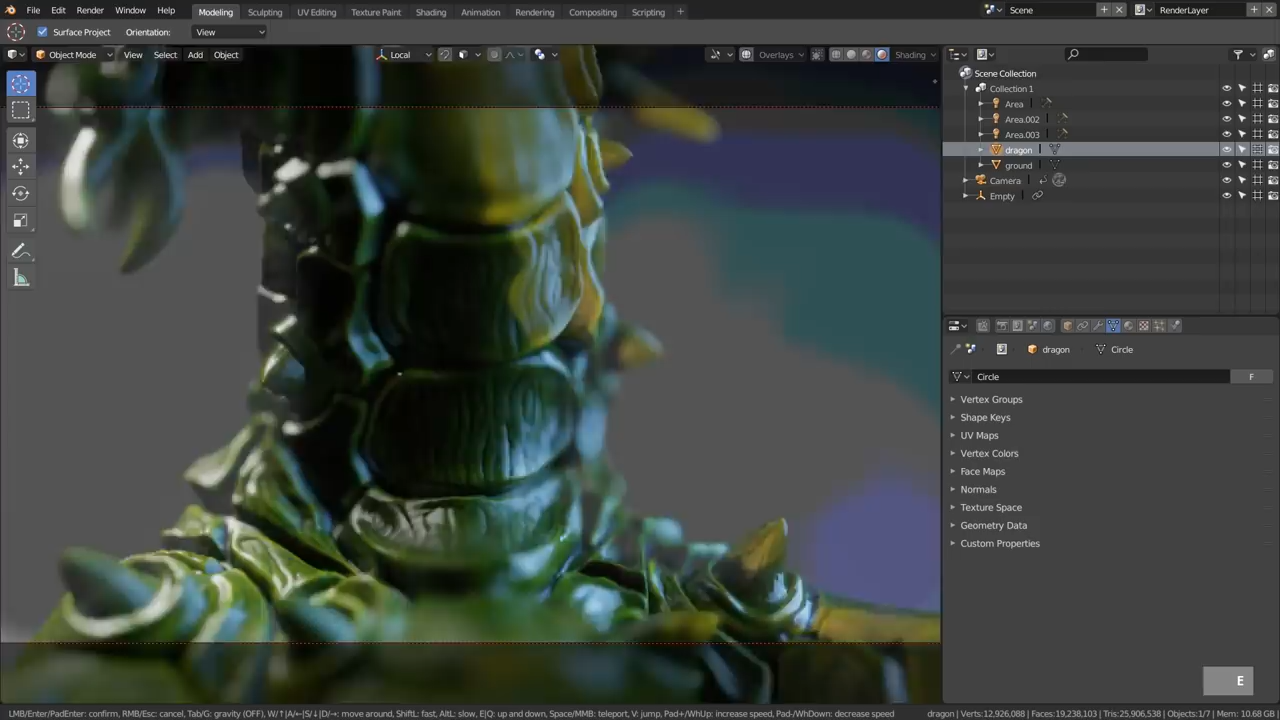 File Edit Render Window Help Modeling Sculpting UV Editing Texture Paint Shading Animation Rendering Compositing Scripting + Scene RenderLayer
Surface Project Orientation: View
Object Mode View Select Add Object Local Overlays Shading
Scene Collection
Collection 1
Area
Area.002
Area.003
dragon
ground
Camera
Empty
dragon Circle
Circle F
Vertex Groups
Shape Keys
UV Maps
Vertex Colors
Face Maps
Normals
Texture Space
Geometry Data
Custom Properties
E
LMB/Enter/PadEnter: confirm, RMB/Esc: cancel, Tab/G: gravity (OFF), W/↑|A/←|S/↓|D/→: move around, ShiftL: fast, AltL: slow, E|Q: up and down, Space/MMB: teleport, V: jump, Pad+/WhUp: increase speed, Pad-/WhDown: decrease speed dragon | Verts:12,926,088 | Faces:19,238,103 | Tris:25,906,538 | Objects:1/7 | Mem: 10.68 GB